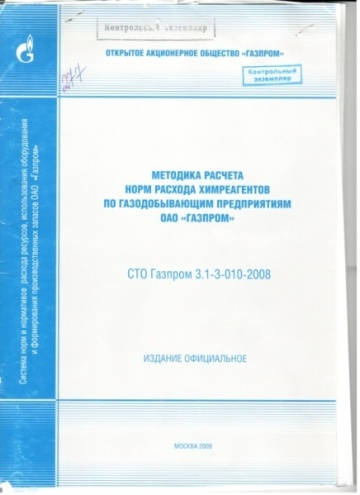 Контрольный экземпляр
ОТКРЫТОЕ АКЦИОНЕРНОЕ ОБЩЕСТВО «ГАЗПРОМ»
277
Контрольный
экземпляр
МЕТОДИКА РАСЧЕТА
НОРМ РАСХОДА ХИМРЕАГЕНТОВ
ПО ГАЗОДОБЫВАЮЩИМ ПРЕДПРИЯТИЯМ
ОАО «ГАЗПРОМ»
СТО Газпром 3.1-3-010-2008
ИЗДАНИЕ ОФИЦИАЛЬНОЕ
МОСКВА 2009
Система норм и нормативов расхода ресурсов, использования оборудования
и формирования производственных запасов ОАО «Газпром»